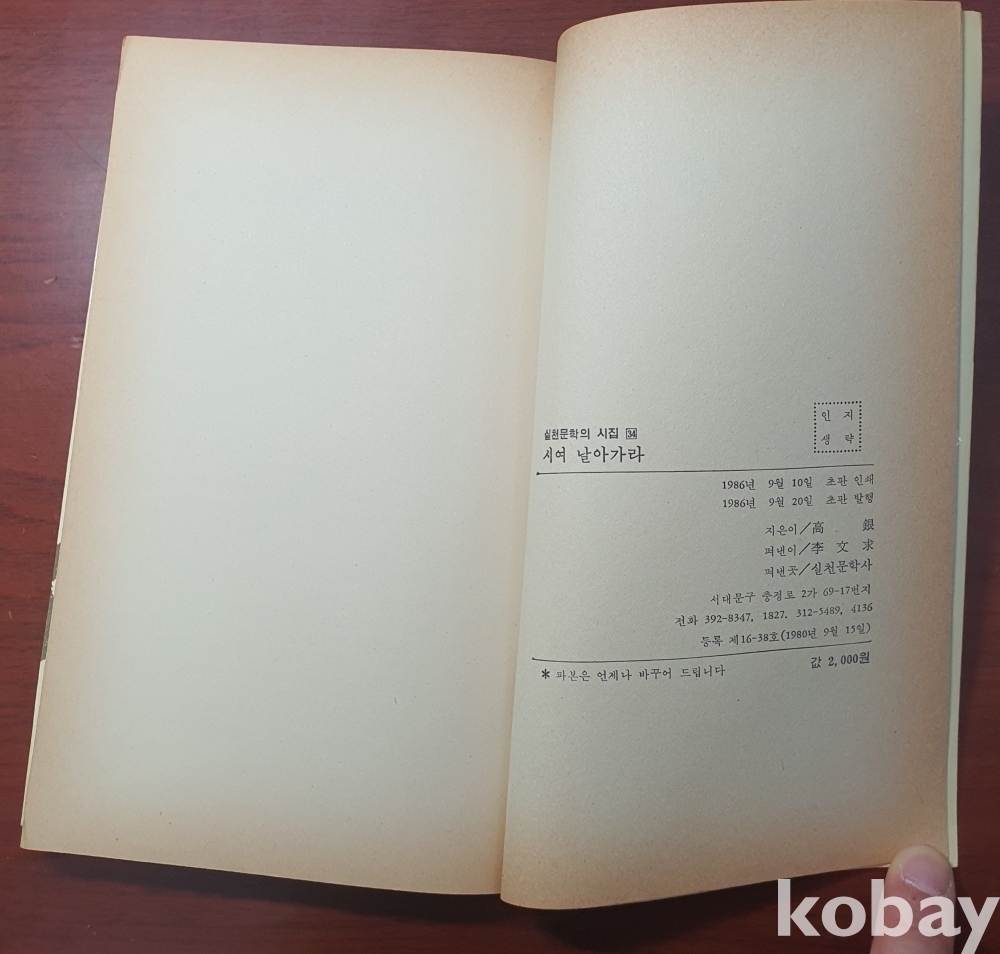 인 지
생 략
실천문학의 시집 34
시여 날아가라
1986년 9월 10일 초판 인쇄
1986년 9월 20일 초판 발행
지은이/高 銀
펴낸이/李 文 求
펴낸곳/실천문학사
서대문구 충정로 2가 69-17번지
전화 392-8347, 1827. 312-5489, 4136
등록 제16-38호(1980년 9월 15일)
값 2,000원
* 파본은 언제나 바꾸어 드립니다
kobay